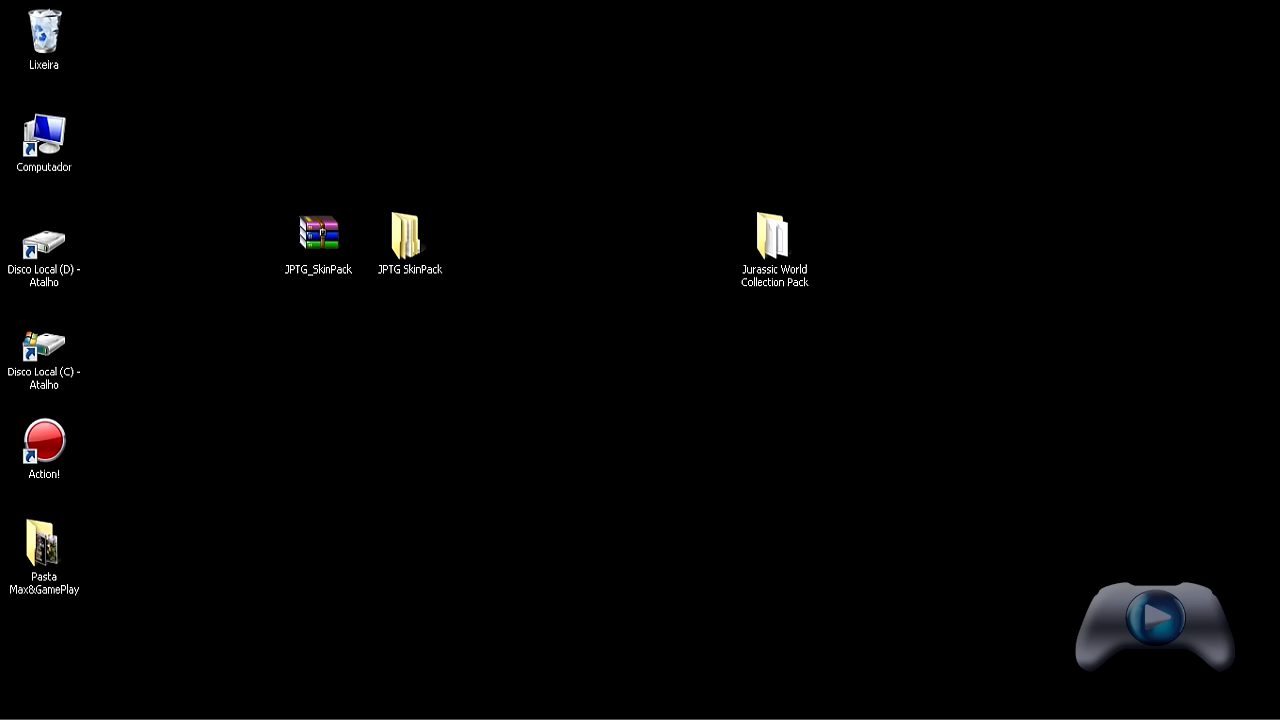 Lixeira
Computador
Disco Local (D) -
Atalho
Disco Local (C) -
Atalho
Action!
Pasta
Max&GamePlay
JPTG_SkinPack
JPTG SkinPack
Jurassic World
Collection Pack